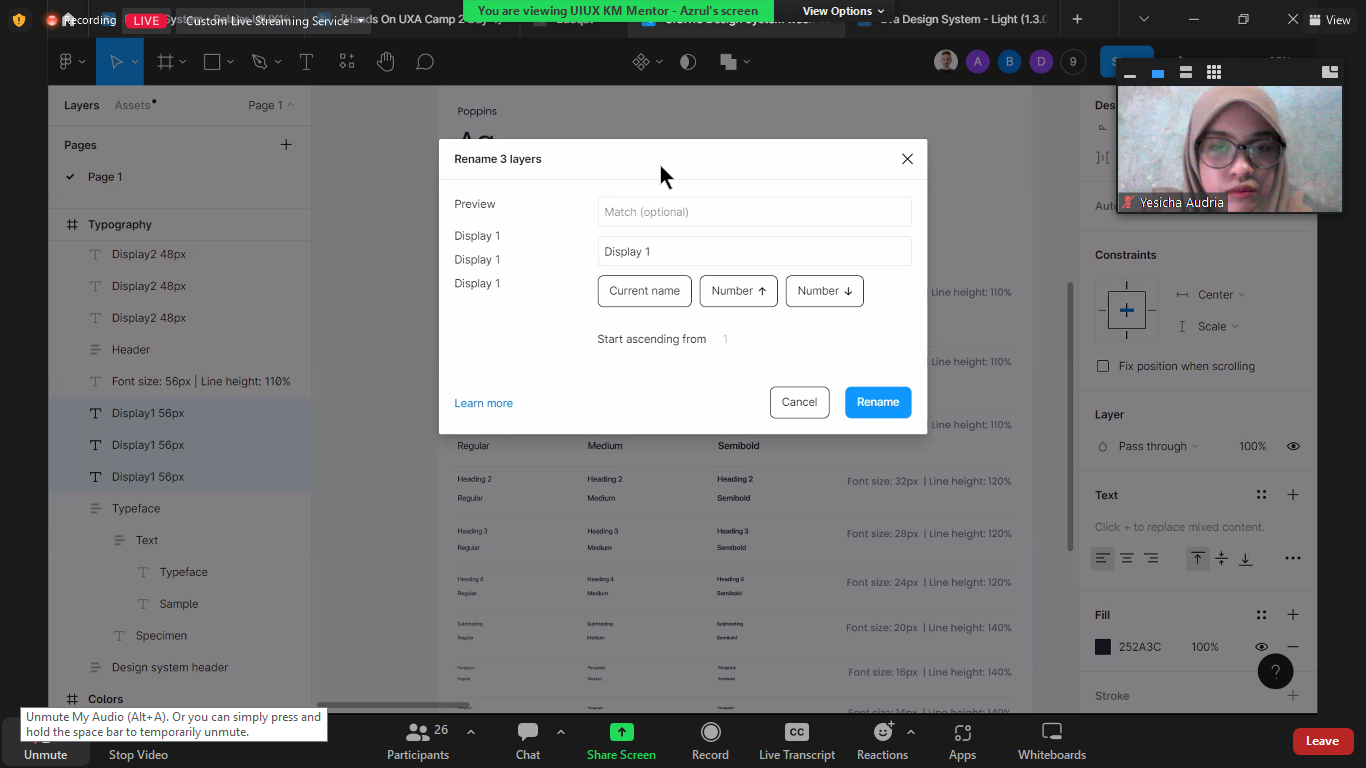 Recording
LIVE
Custom Live Streaming Service
You are viewing UIUX KM Mentor - Azrul's screen
View Options
Eva Design System - Light (1.3.0
View
A
B
D
9
Layers
Assets
Page 1
Pages
Page 1
Typography
Display2 48px
Display2 48px
Display2 48px
Header
Font size: 56px | Line height: 110%
Display1 56px
Display1 56px
Display1 56px
Typeface
Text
Typeface
Sample
Specimen
Design system header
Colors
Poppins
Rename 3 layers
Preview
Match (optional)
Display 1
Display 1
Display 1
Display 1
Current name
Number ↑
Number ↓
Start ascending from 1
Learn more
Cancel
Rename
Line height: 110%
Line height: 110%
Line height: 110%
Regular Medium Semibold
Heading 2 Heading 2 Heading 2 Font size: 32px | Line height: 120%
Regular Medium Semibold
Heading 3 Heading 3 Heading 3 Font size: 28px | Line height: 120%
Regular Medium Semibold
Heading 4 Heading 4 Heading 4 Font size: 24px | Line height: 120%
Regular Medium Semibold
Subheading Subheading Subheading Font size: 20px | Line height: 140%
Regular Medium Semibold
Paragraph Paragraph Paragraph Font size: 16px | Line height: 140%
Regular Medium Semibold
Font size: 14px | Line height: 140%
Yesicha Audria
Constraints
Center
Scale
Fix position when scrolling
Layer
Pass through 100%
Text
Click + to replace mixed content.
Fill
252A3C 100%
Stroke
?
Unmute My Audio (Alt+A). Or you can simply press and
hold the space bar to temporarily unmute.
Unmute
Stop Video
Participants
26
Chat
Share Screen
Record
CC
Live Transcript
Reactions
Apps
Whiteboards
Leave